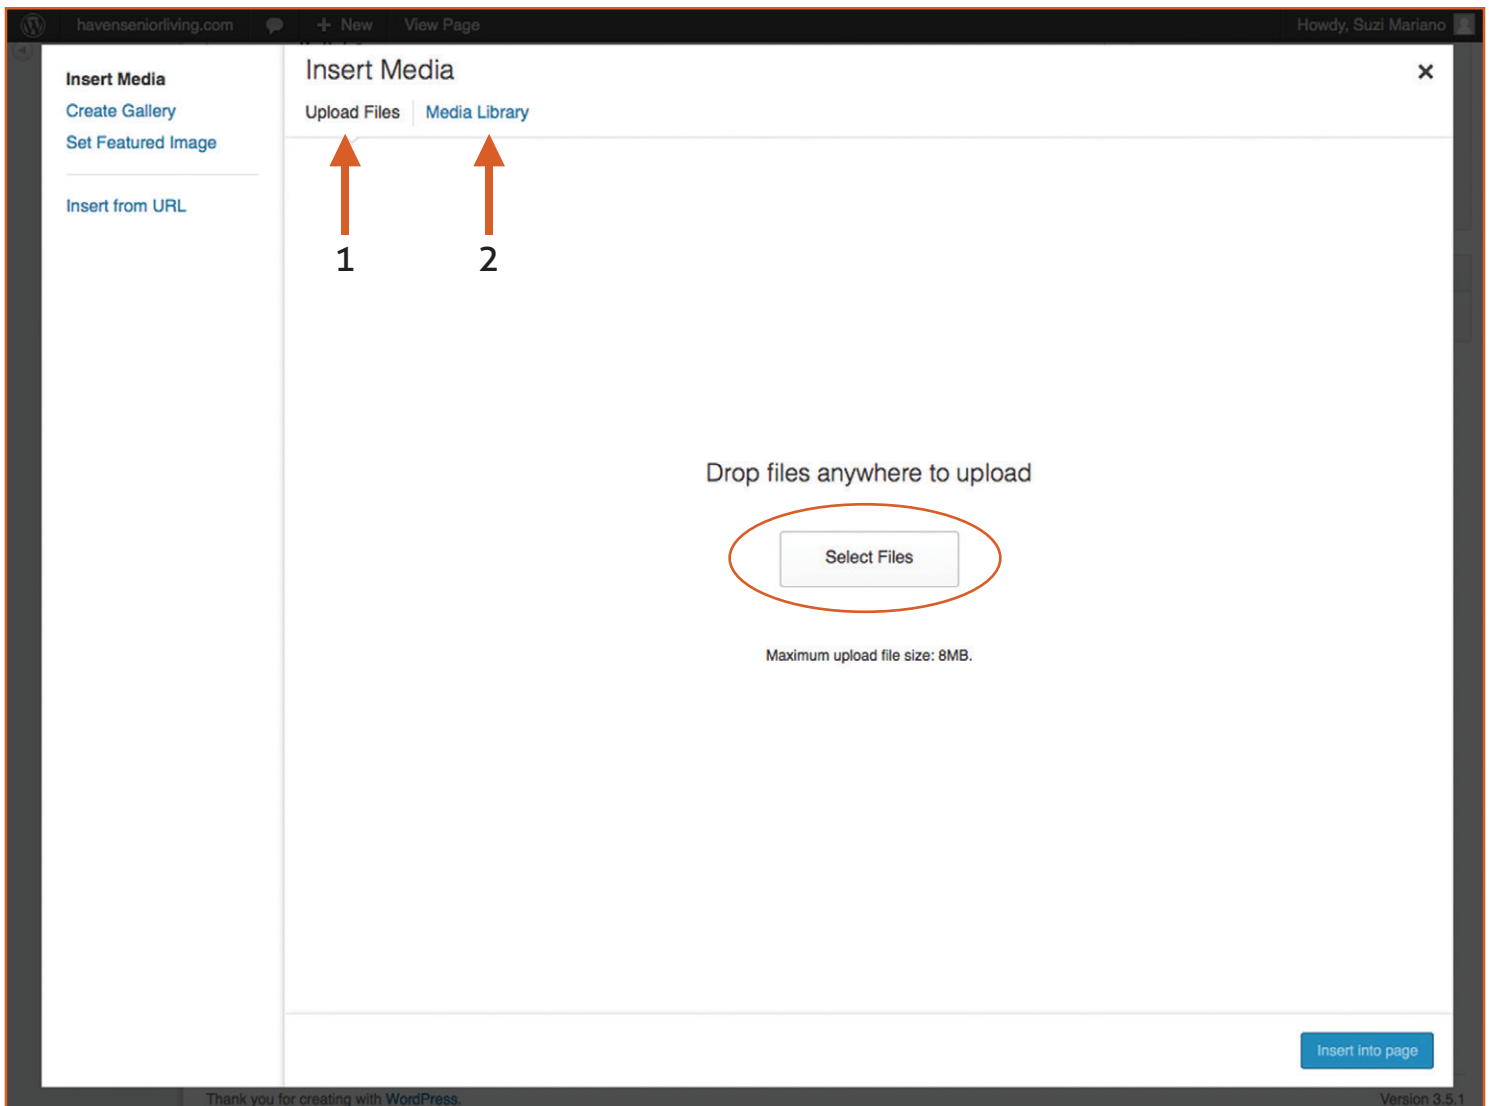 havenseniorliving.com + New View Page Howdy, Suzi Mariano
Insert Media
Create Gallery
Set Featured Image
Insert from URL
Insert Media
Upload Files Media Library
1 2
Drop files anywhere to upload
Select Files
Maximum upload file size: 8MB.
Insert into page
Thank you for creating with WordPress. Version 3.5.1